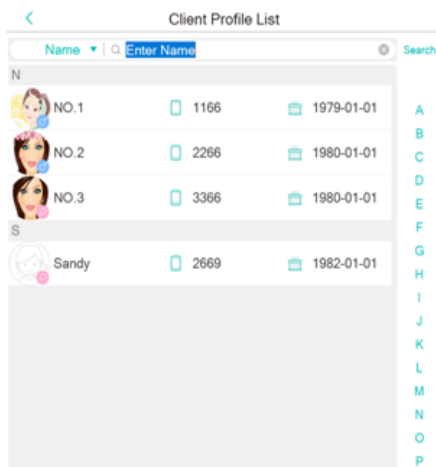 Client Profile List
Name Enter Name Search
N
NO.1 1166 1979-01-01
NO.2 2266 1980-01-01
NO.3 3366 1980-01-01
S
Sandy 2669 1982-01-01
A
B
C
D
E
F
G
H
I
J
K
L
M
N
O
P